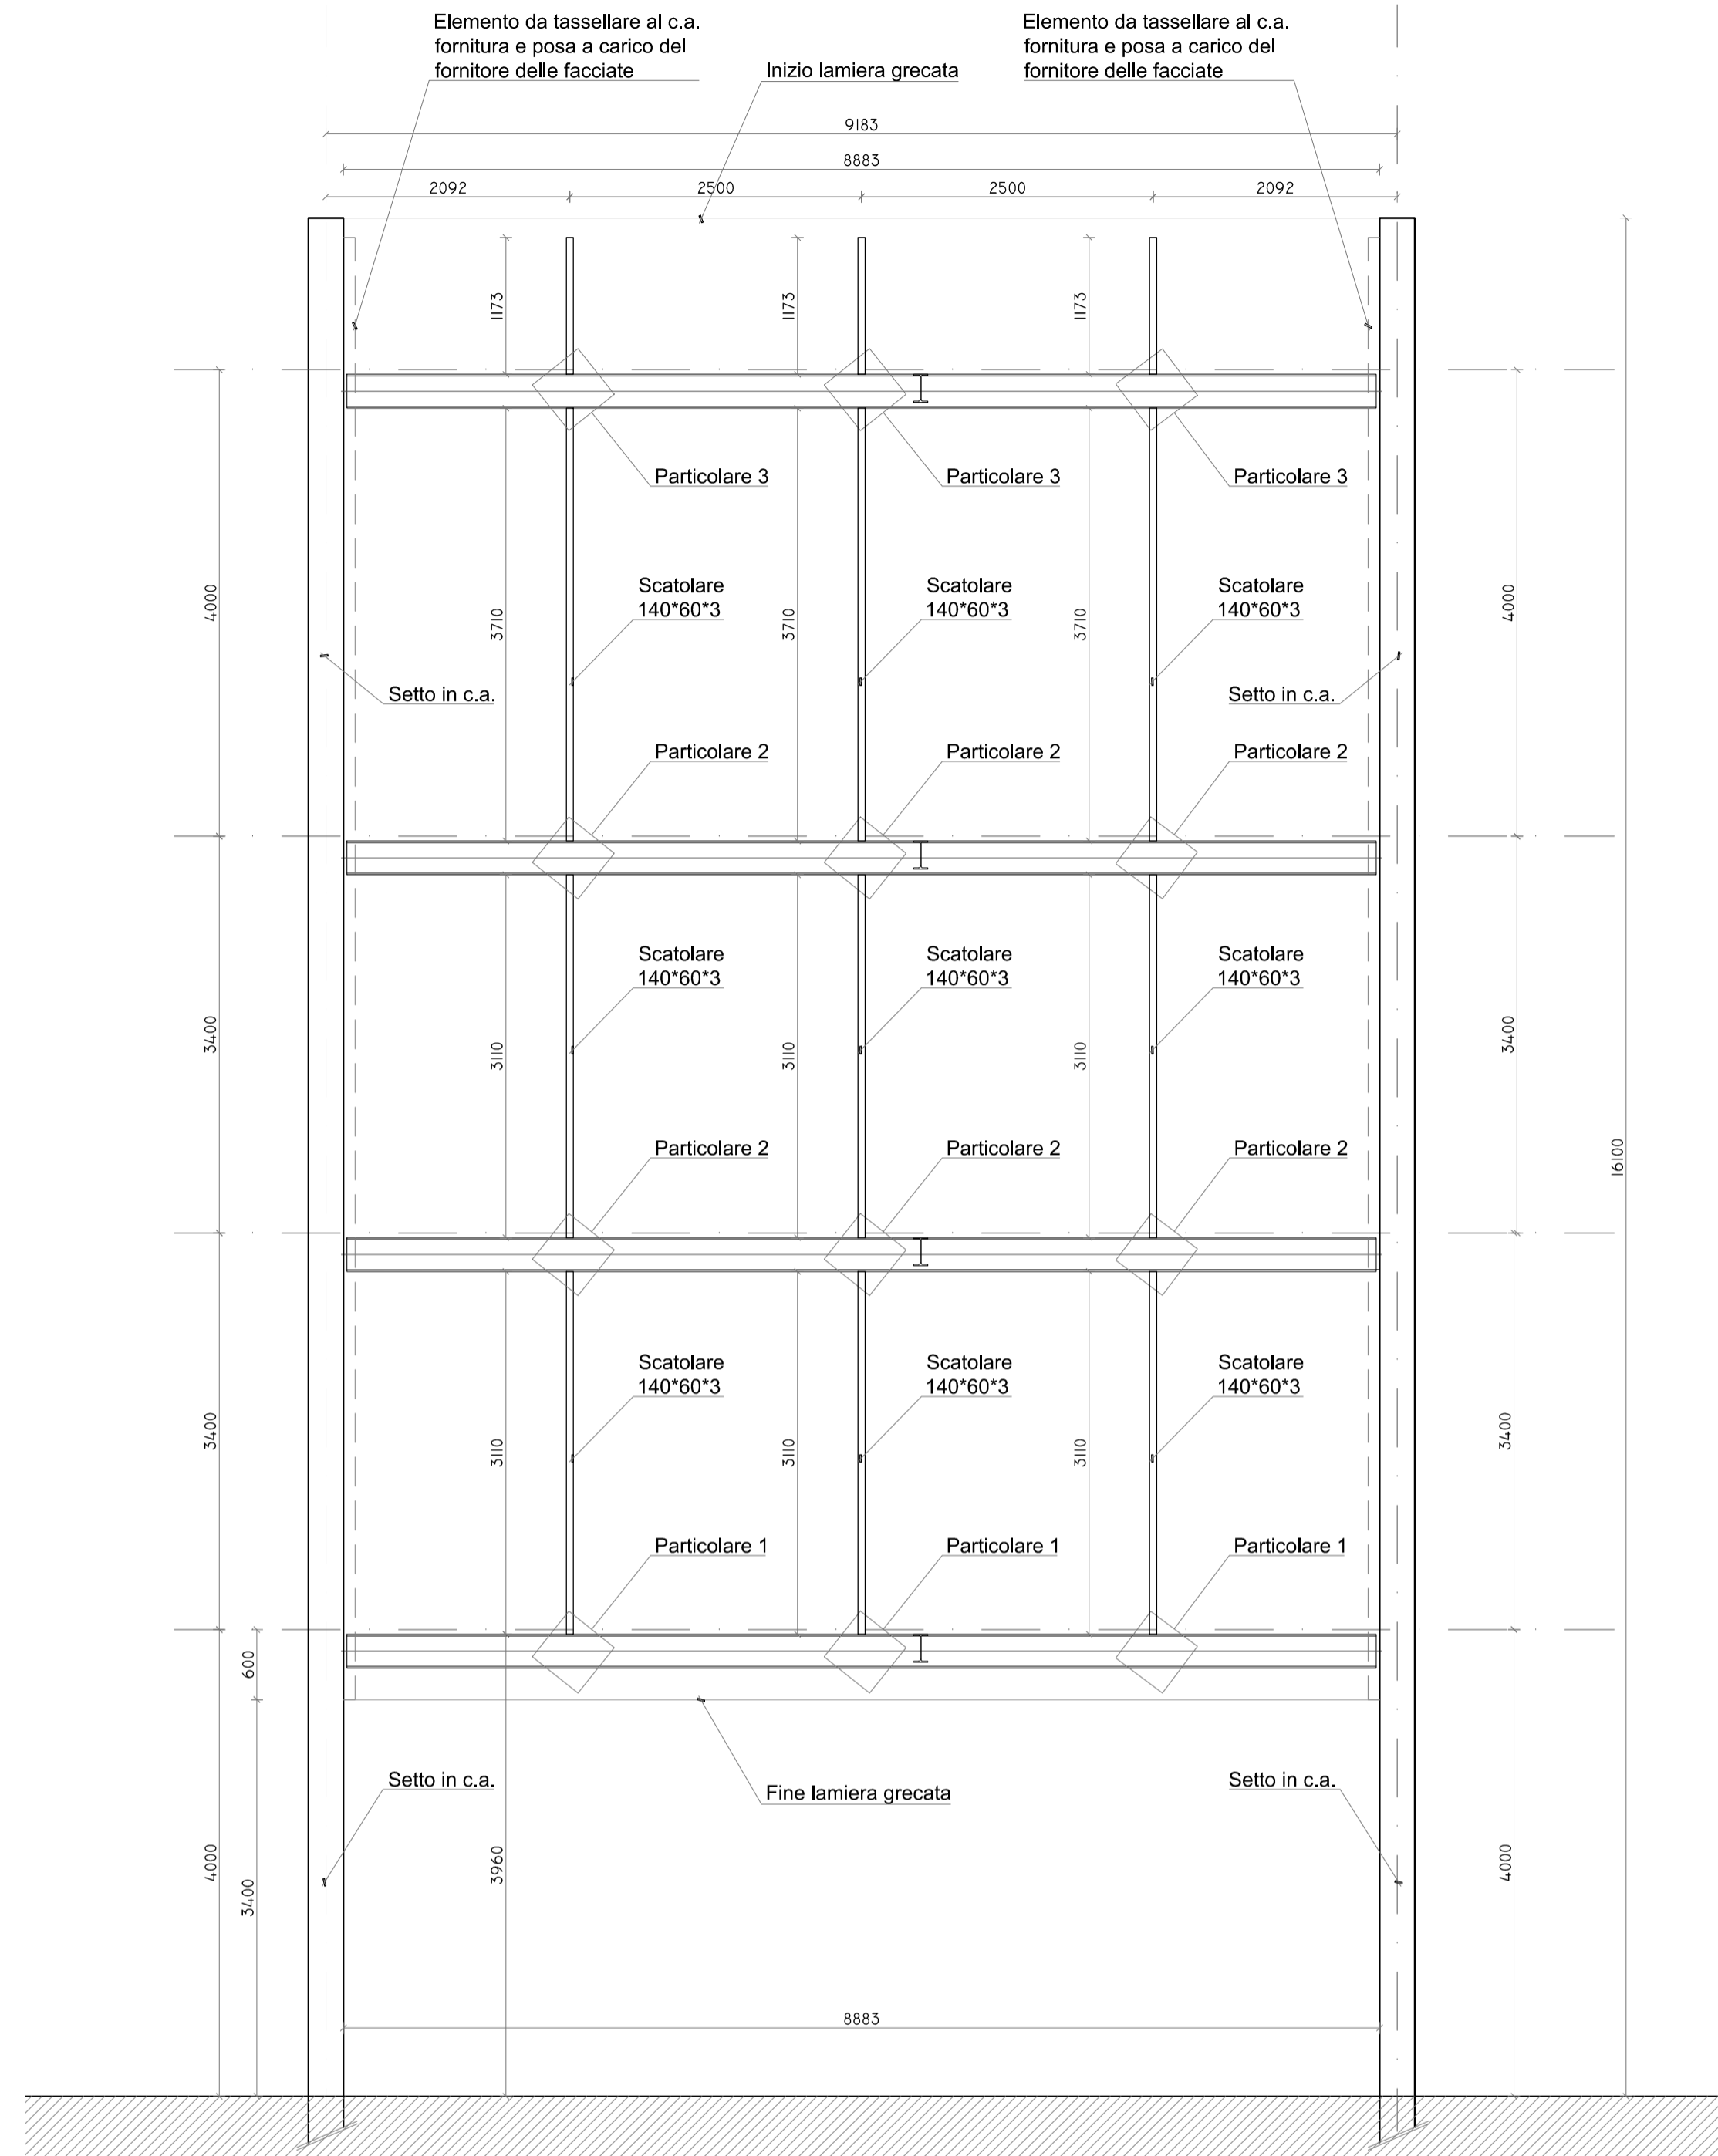 Elemento da tassellare al c.a.
fornitura e posa a carico del
fornitore delle facciate
Elemento da tassellare al c.a.
fornitura e posa a carico del
fornitore delle facciate
Inizio lamiera grecata
9183
8883
2092
2500
2500
2092
1173
1173
1173
Particolare 3
Particolare 3
Particolare 3
4000
3710
Scatolare
140*60*3
3710
Scatolare
140*60*3
3710
Scatolare
140*60*3
4000
Setto in c.a.
Setto in c.a.
Particolare 2
Particolare 2
Particolare 2
3400
3110
Scatolare
140*60*3
3110
Scatolare
140*60*3
3110
Scatolare
140*60*3
3400
16100
Particolare 2
Particolare 2
Particolare 2
3400
3110
Scatolare
140*60*3
3110
Scatolare
140*60*3
3110
Scatolare
140*60*3
3400
Particolare 1
Particolare 1
Particolare 1
600
Setto in c.a.
Fine lamiera grecata
Setto in c.a.
4000
3400
3960
4000
8883